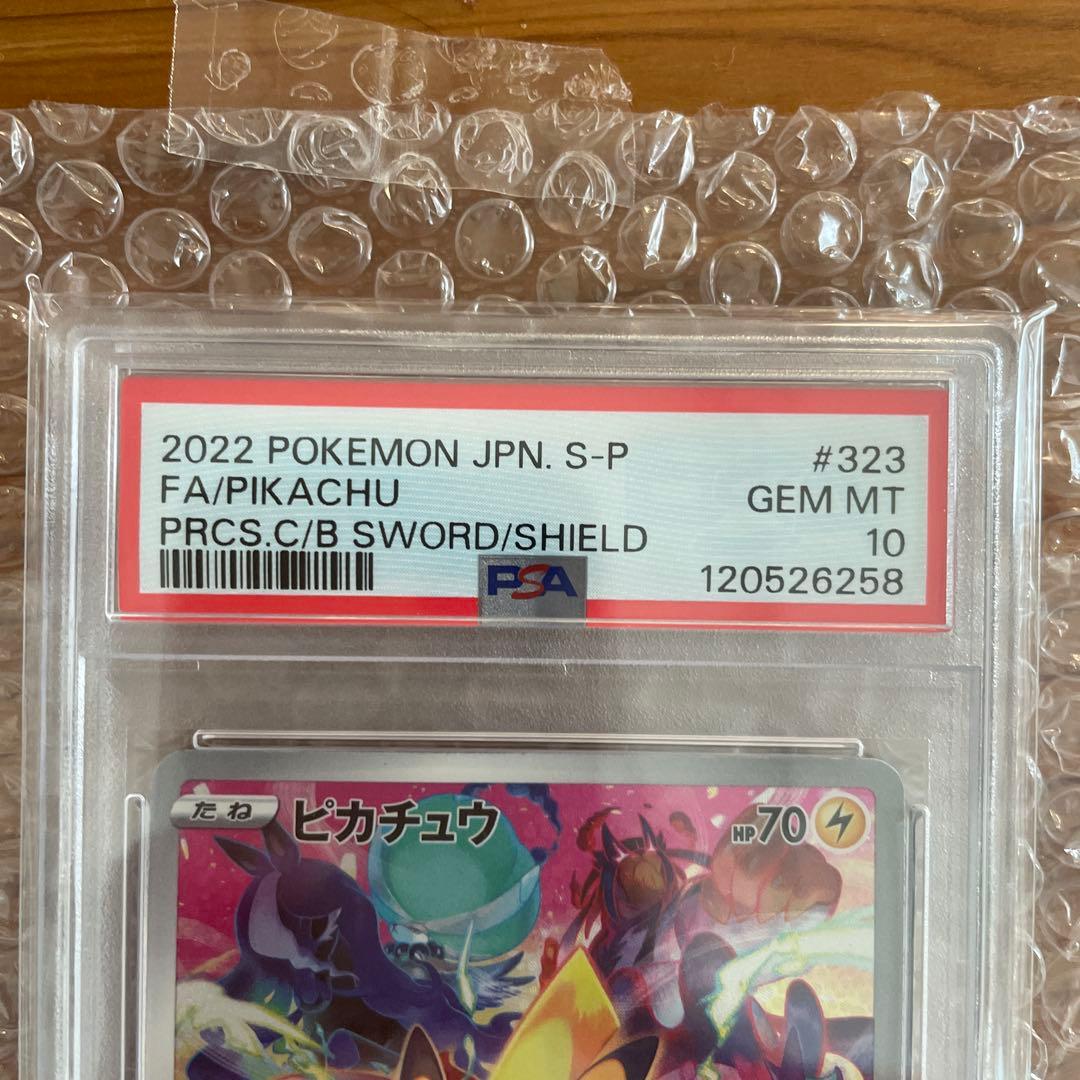 2022 POKEMON JPN. S-P #323
FA/PIKACHU GEM MT
PRCS.C/B SWORD/SHIELD 10
PSA 120526258
たね ピカチュウ HP70